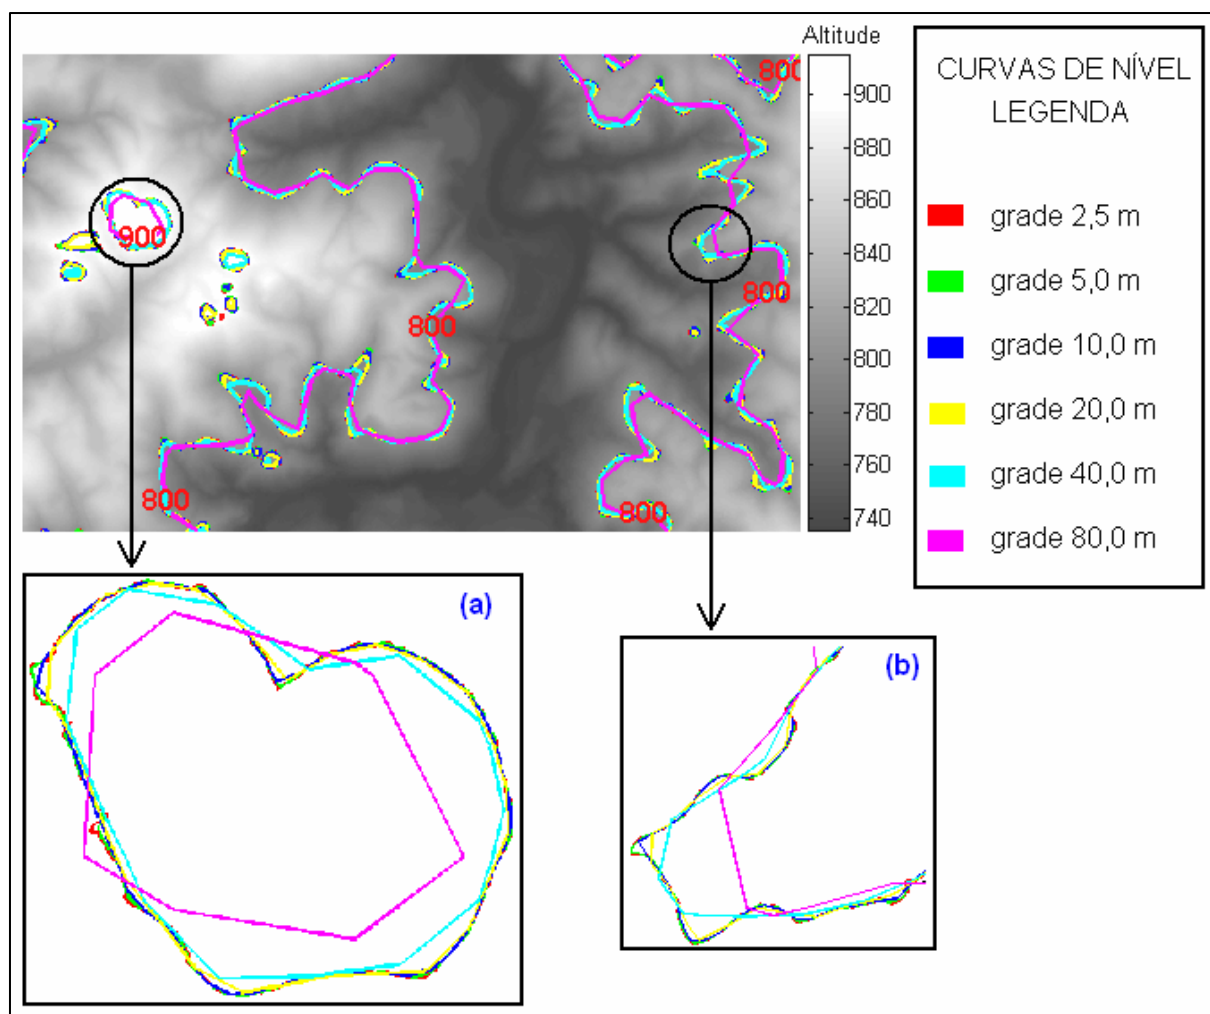 Altitude
900
880
860
840
820
800
780
760
740
800
900
800
800
800
800
CURVAS DE NÍVEL
LEGENDA
grade 2,5 m
grade 5,0 m
grade 10,0 m
grade 20,0 m
grade 40,0 m
grade 80,0 m
(a)
(b)